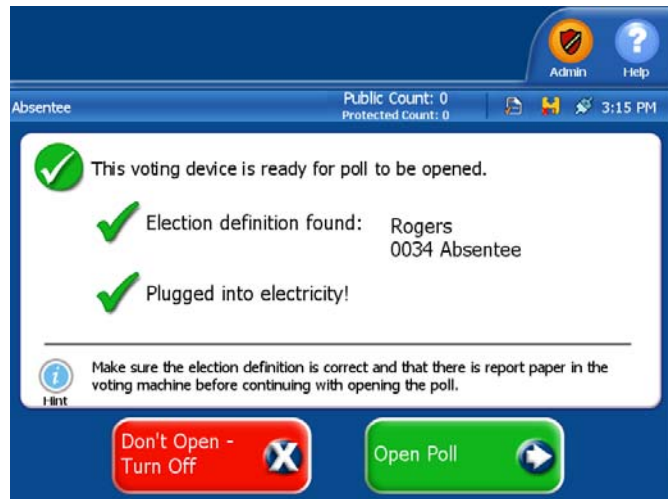 Admin
Help
Absentee
Public Count: 0
Protected Count: 0
3:15 PM
This voting device is ready for poll to be opened.
Election definition found:
Rogers
0034 Absentee
Plugged into electricity!
Make sure the election definition is correct and that there is report paper in the
voting machine before continuing with opening the poll.
Hint
Don't Open -
Turn Off
Open Poll